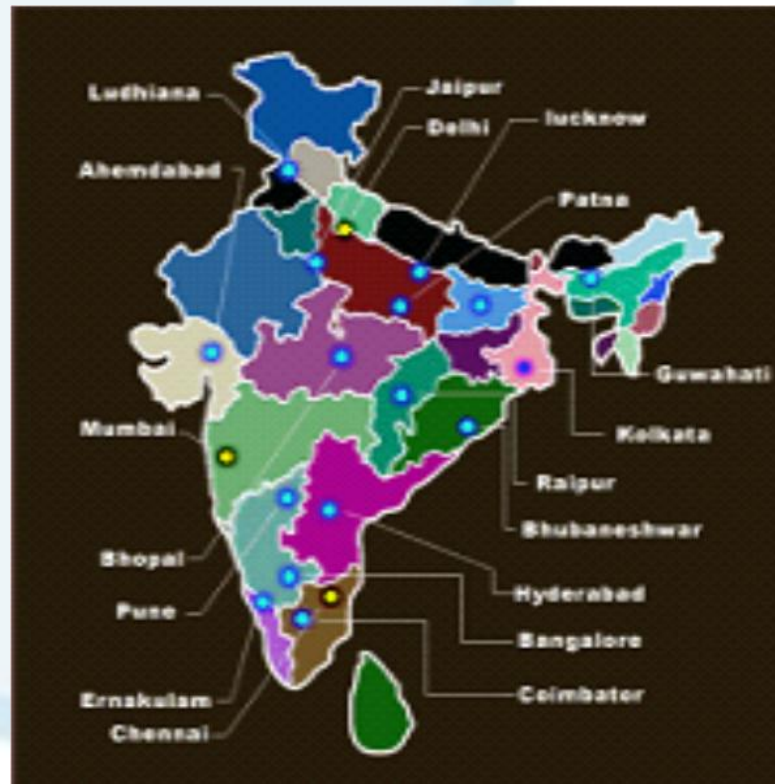 Ludhiana
Jaipur
Delhi
lucknow
Ahemdabad
Patna
Guwahati
Mumbai
Kolkata
Raipur
Bhubaneshwar
Bhopal
Hyderabad
Pune
Bangalore
Ernakulam
Coimbator
Chennai